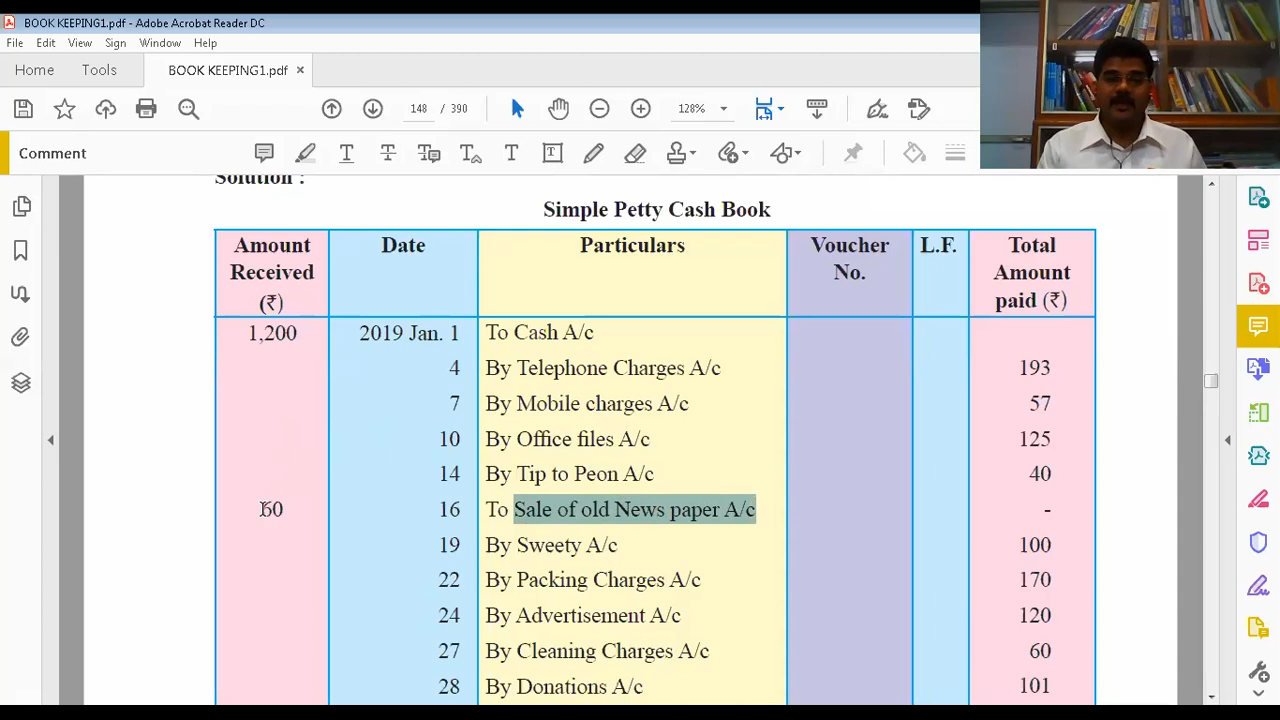 BOOK KEEPING1.pdf - Adobe Acrobat Reader DC
File Edit View Sign Window Help
Home Tools BOOK KEEPING1.pdf ×
148 / 390 128%
Comment
Solution :
Simple Petty Cash Book
Amount Received (₹) Date Particulars Voucher No. L.F. Total Amount paid (₹)
1,200 2019 Jan. 1 To Cash A/c
4 By Telephone Charges A/c 193
7 By Mobile charges A/c 57
10 By Office files A/c 125
14 By Tip to Peon A/c 40
60 16 To Sale of old News paper A/c -
19 By Sweety A/c 100
22 By Packing Charges A/c 170
24 By Advertisement A/c 120
27 By Cleaning Charges A/c 60
28 By Donations A/c 101